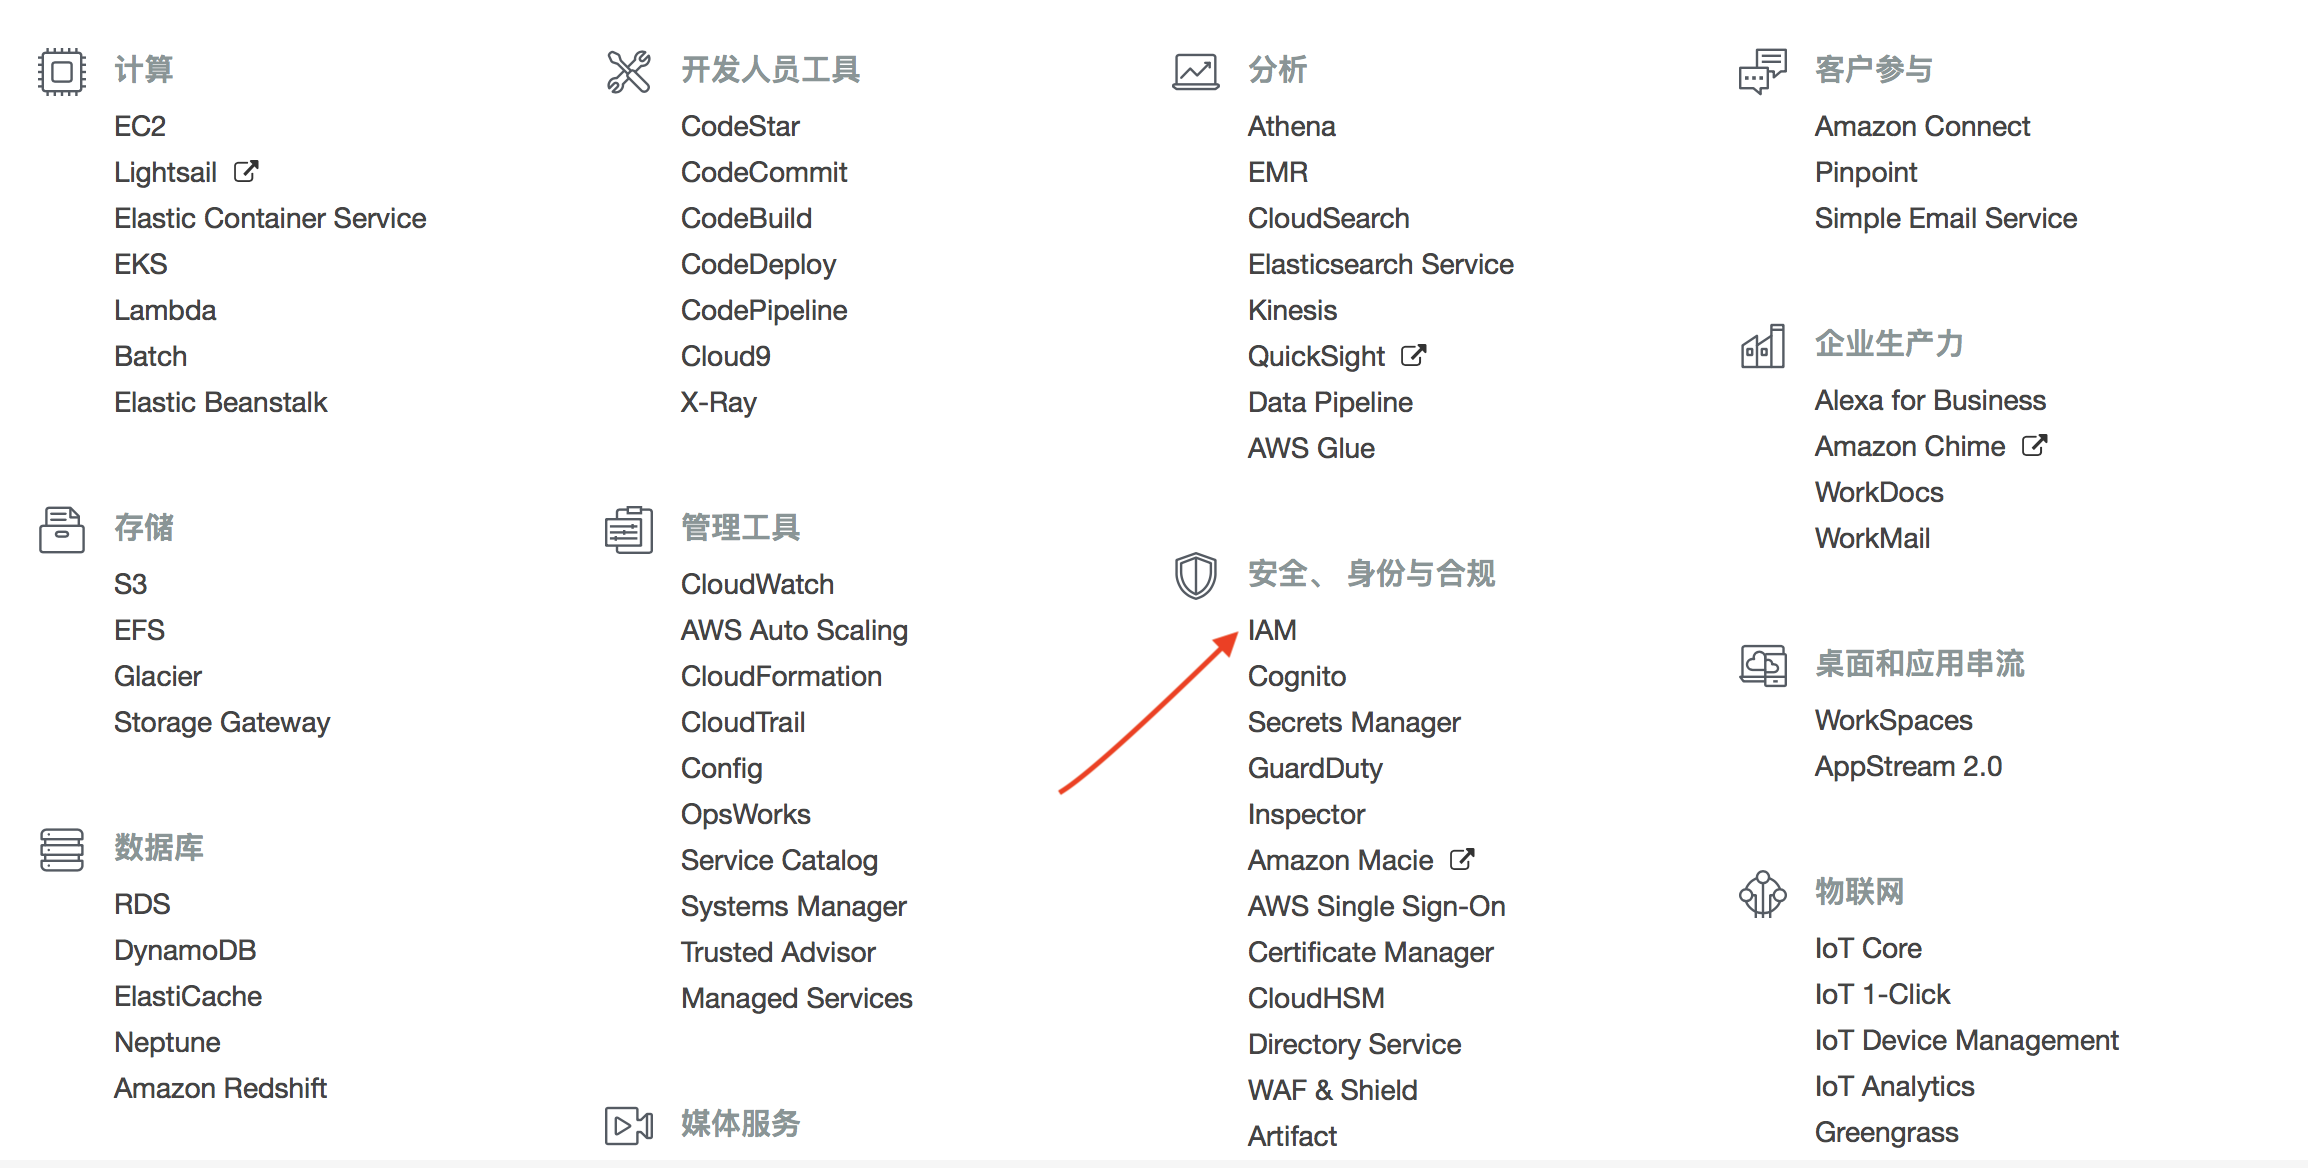 计算
EC2
Lightsail
Elastic Container Service
EKS
Lambda
Batch
Elastic Beanstalk
存储
S3
EFS
Glacier
Storage Gateway
数据库
RDS
DynamoDB
ElastiCache
Neptune
Amazon Redshift
开发人员工具
CodeStar
CodeCommit
CodeBuild
CodeDeploy
CodePipeline
Cloud9
X-Ray
管理工具
CloudWatch
AWS Auto Scaling
CloudFormation
CloudTrail
Config
OpsWorks
Service Catalog
Systems Manager
Trusted Advisor
Managed Services
媒体服务
分析
Athena
EMR
CloudSearch
Elasticsearch Service
Kinesis
QuickSight
Data Pipeline
AWS Glue
安全、 身份与合规
IAM
Cognito
Secrets Manager
GuardDuty
Inspector
Amazon Macie
AWS Single Sign-On
Certificate Manager
CloudHSM
Directory Service
WAF & Shield
Artifact
客户参与
Amazon Connect
Pinpoint
Simple Email Service
企业生产力
Alexa for Business
Amazon Chime
WorkDocs
WorkMail
桌面和应用串流
WorkSpaces
AppStream 2.0
物联网
IoT Core
IoT 1-Click
IoT Device Management
IoT Analytics
Greengrass